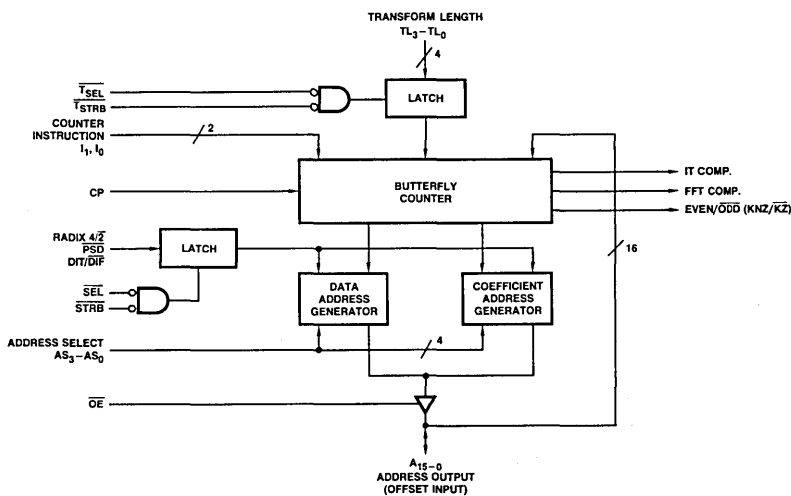 TRANSFORM LENGTH
TL3–TL0
4
TSEL
TSTRB
LATCH
COUNTER
INSTRUCTION
I1, I0
2
CP
BUTTERFLY
COUNTER
IT COMP.
FFT COMP.
EVEN/ODD (KNZ/KZ)
RADIX 4/2
PSD
DIT/DIF
LATCH
16
SEL
STRB
DATA
ADDRESS
GENERATOR
COEFFICIENT
ADDRESS
GENERATOR
ADDRESS SELECT
AS3–AS0
4
OE
A15–0
ADDRESS OUTPUT
(OFFSET INPUT)